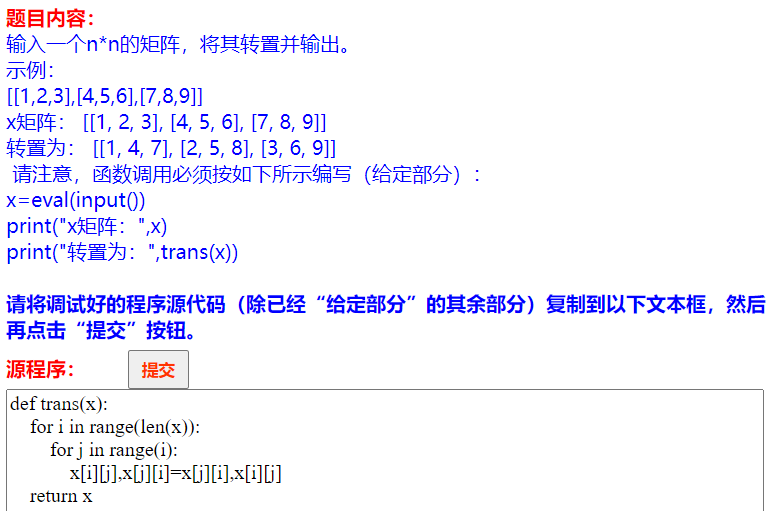 题目内容：
输入一个n*n的矩阵，将其转置并输出。
示例：
[[1,2,3],[4,5,6],[7,8,9]]
x矩阵： [[1, 2, 3], [4, 5, 6], [7, 8, 9]]
转置为： [[1, 4, 7], [2, 5, 8], [3, 6, 9]]
请注意，函数调用必须按如下所示编写（给定部分）：
x=eval(input())
print("x矩阵：",x)
print("转置为：",trans(x))
请将调试好的程序源代码（除已经“给定部分”的其余部分）复制到以下文本框，然后
再点击“提交”按钮。
源程序： 提交
def trans(x):
    for i in range(len(x)):
        for j in range(i):
            x[i][j],x[j][i]=x[j][i],x[i][j]
    return x